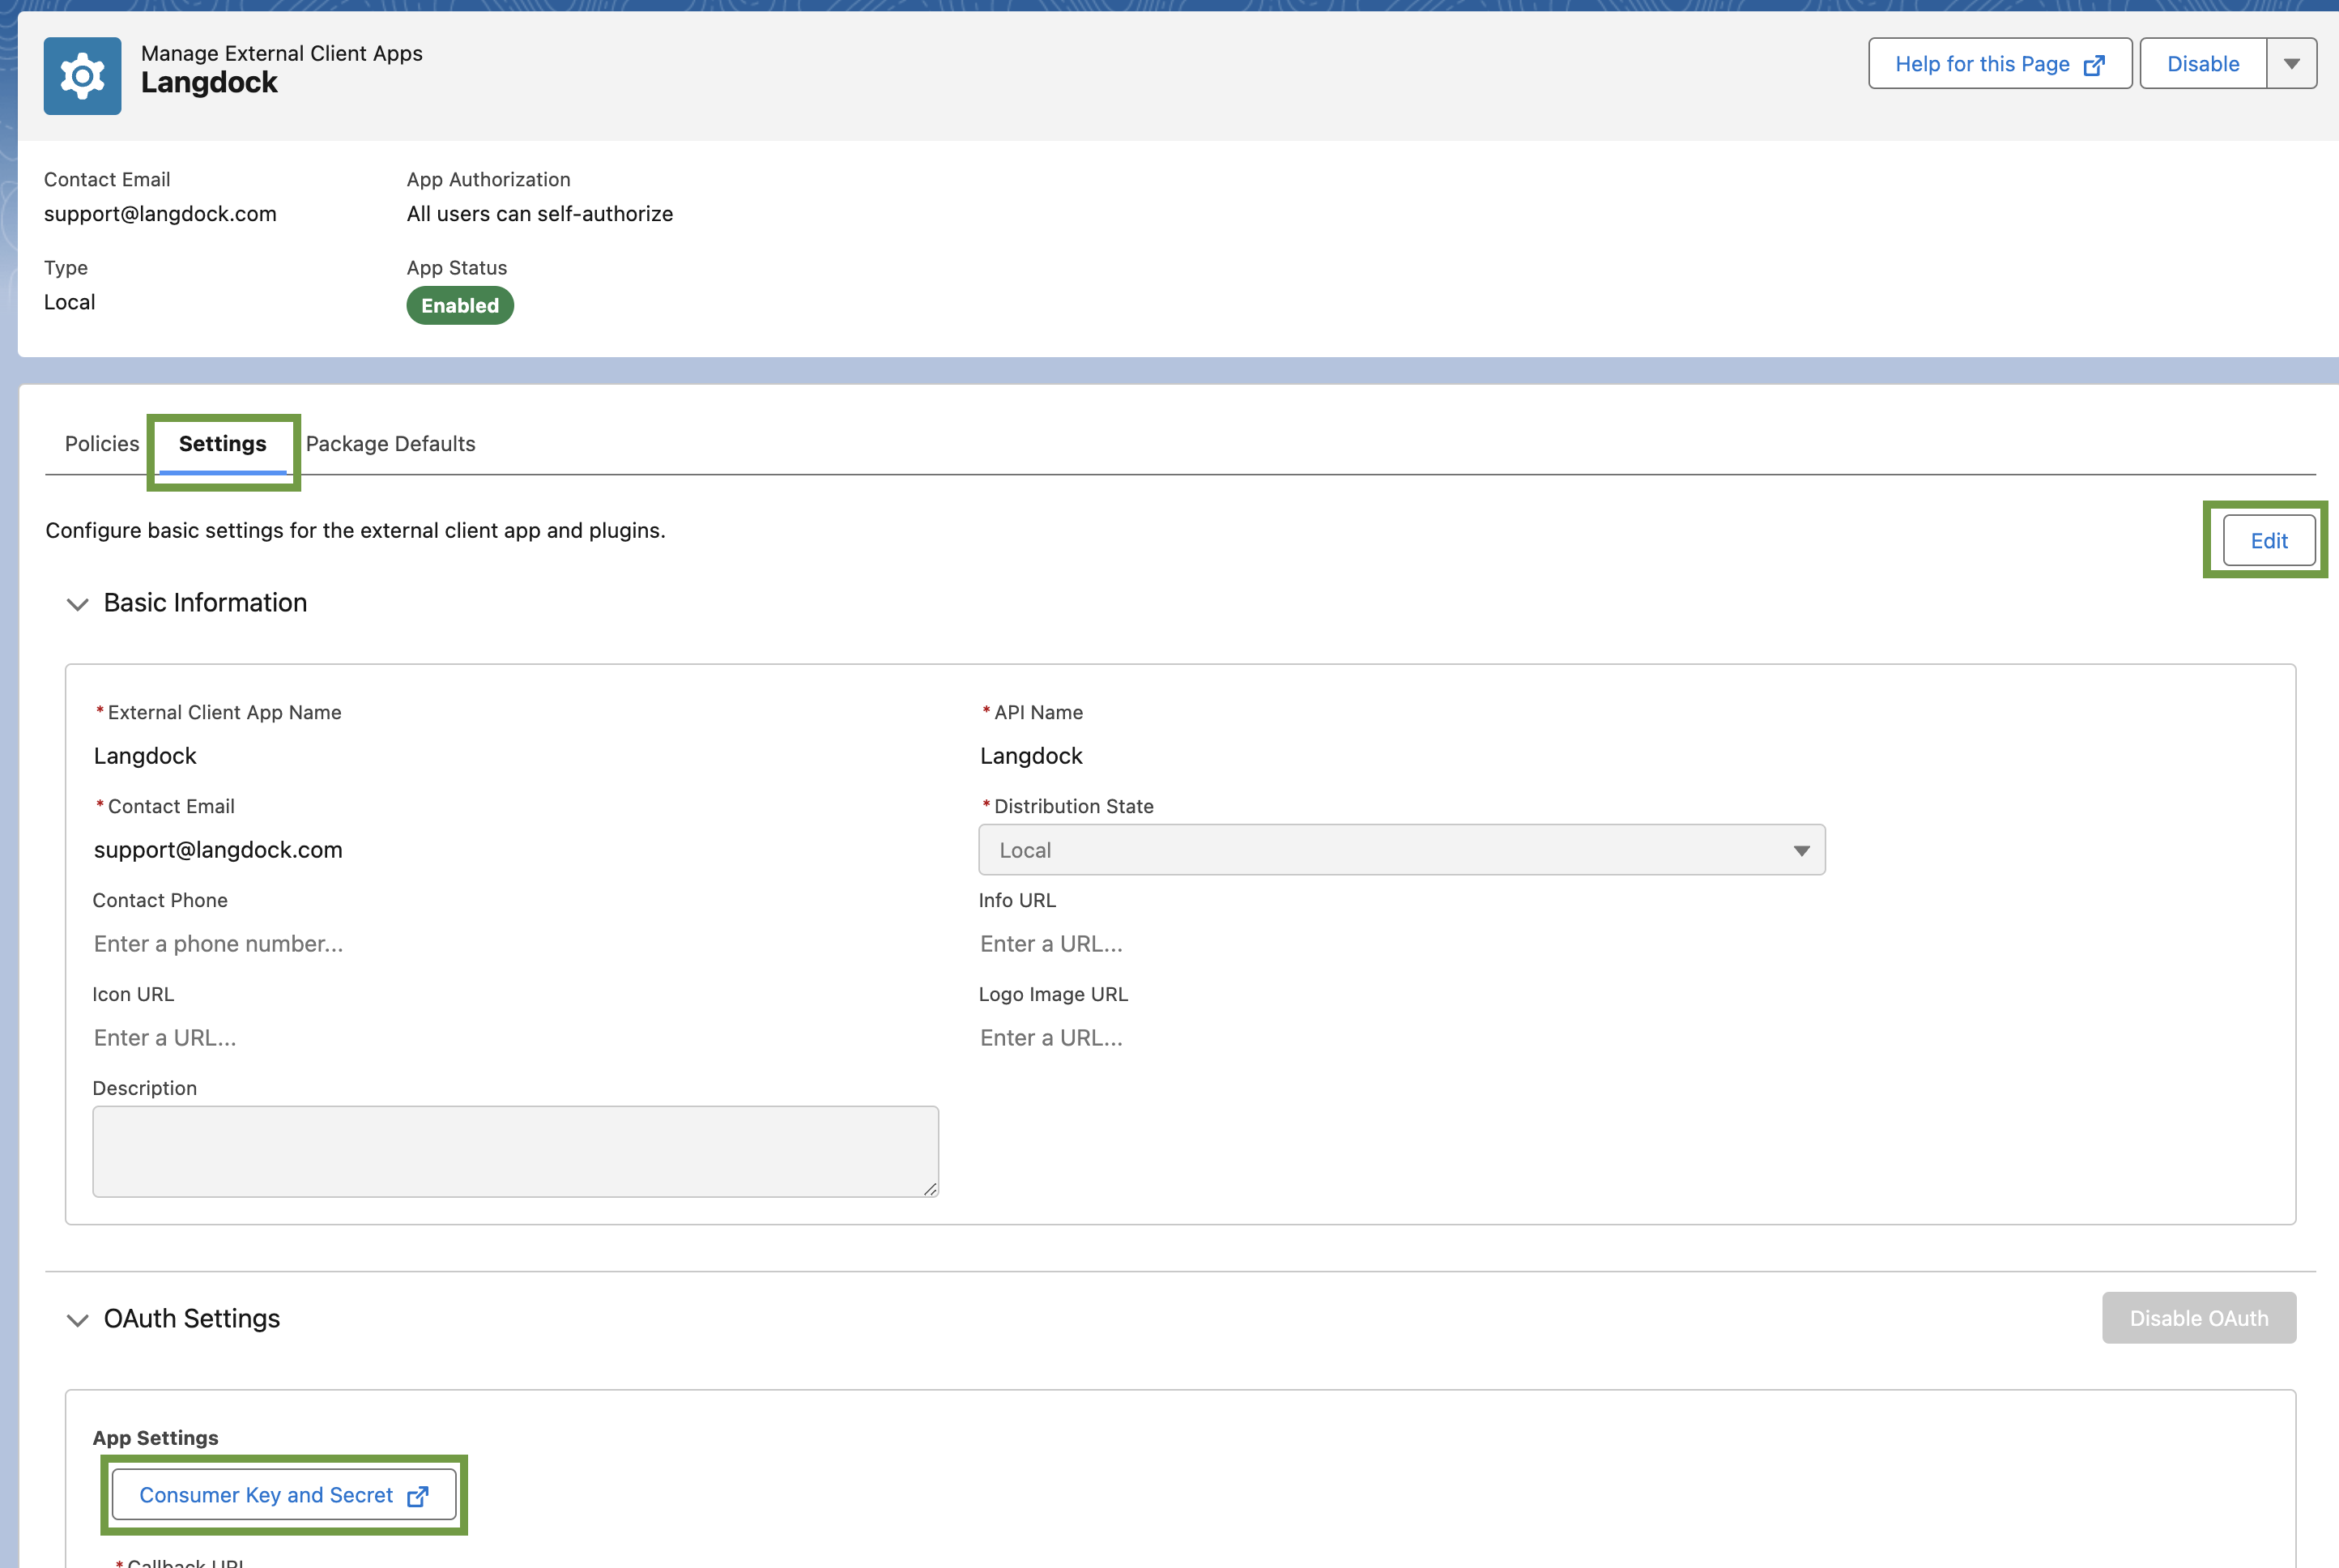 Manage External Client Apps
Langdock
Help for this Page
Disable
Contact Email
App Authorization
support@langdock.com
All users can self-authorize
Type
App Status
Local
Enabled
Policies
Settings
Package Defaults
Configure basic settings for the external client app and plugins.
Edit
Basic Information
*External Client App Name
*API Name
Langdock
Langdock
*Contact Email
*Distribution State
support@langdock.com
Local
Contact Phone
Info URL
Enter a phone number...
Enter a URL...
Icon URL
Logo Image URL
Enter a URL...
Enter a URL...
Description
OAuth Settings
Disable OAuth
App Settings
Consumer Key and Secret
*Callback URL